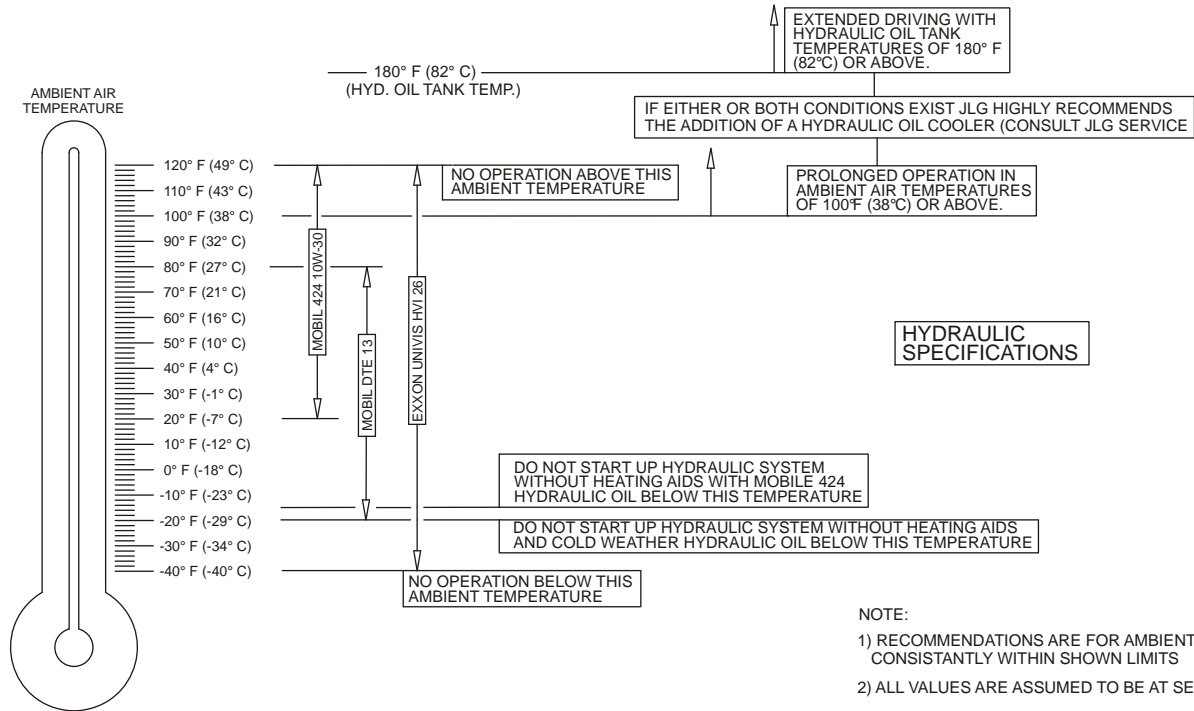 EXTENDED DRIVING WITH
HYDRAULIC OIL TANK
TEMPERATURES OF 180° F
(82°C) OR ABOVE.
180° F (82° C)
(HYD. OIL TANK TEMP.)
IF EITHER OR BOTH CONDITIONS EXIST JLG HIGHLY RECOMMENDS
THE ADDITION OF A HYDRAULIC OIL COOLER (CONSULT JLG SERVICE
AMBIENT AIR
TEMPERATURE
120° F (49° C)
110° F (43° C)
100° F (38° C)
90° F (32° C)
80° F (27° C)
70° F (21° C)
60° F (16° C)
50° F (10° C)
40° F (4° C)
30° F (-1° C)
20° F (-7° C)
10° F (-12° C)
0° F (-18° C)
-10° F (-23° C)
-20° F (-29° C)
-30° F (-34° C)
-40° F (-40° C)
NO OPERATION ABOVE THIS
AMBIENT TEMPERATURE
PROLONGED OPERATION IN
AMBIENT AIR TEMPERATURES
OF 100°F (38°C) OR ABOVE.
MOBIL 424 10W-30
MOBIL DTE 13
EXXON UNIVIS HVI 26
HYDRAULIC
SPECIFICATIONS
DO NOT START UP HYDRAULIC SYSTEM
WITHOUT HEATING AIDS WITH MOBILE 424
HYDRAULIC OIL BELOW THIS TEMPERATURE
DO NOT START UP HYDRAULIC SYSTEM WITHOUT HEATING AIDS
AND COLD WEATHER HYDRAULIC OIL BELOW THIS TEMPERATURE
NO OPERATION BELOW THIS
AMBIENT TEMPERATURE
NOTE:
1) RECOMMENDATIONS ARE FOR AMBIENT
CONSISTANTLY WITHIN SHOWN LIMITS
2) ALL VALUES ARE ASSUMED TO BE AT SE